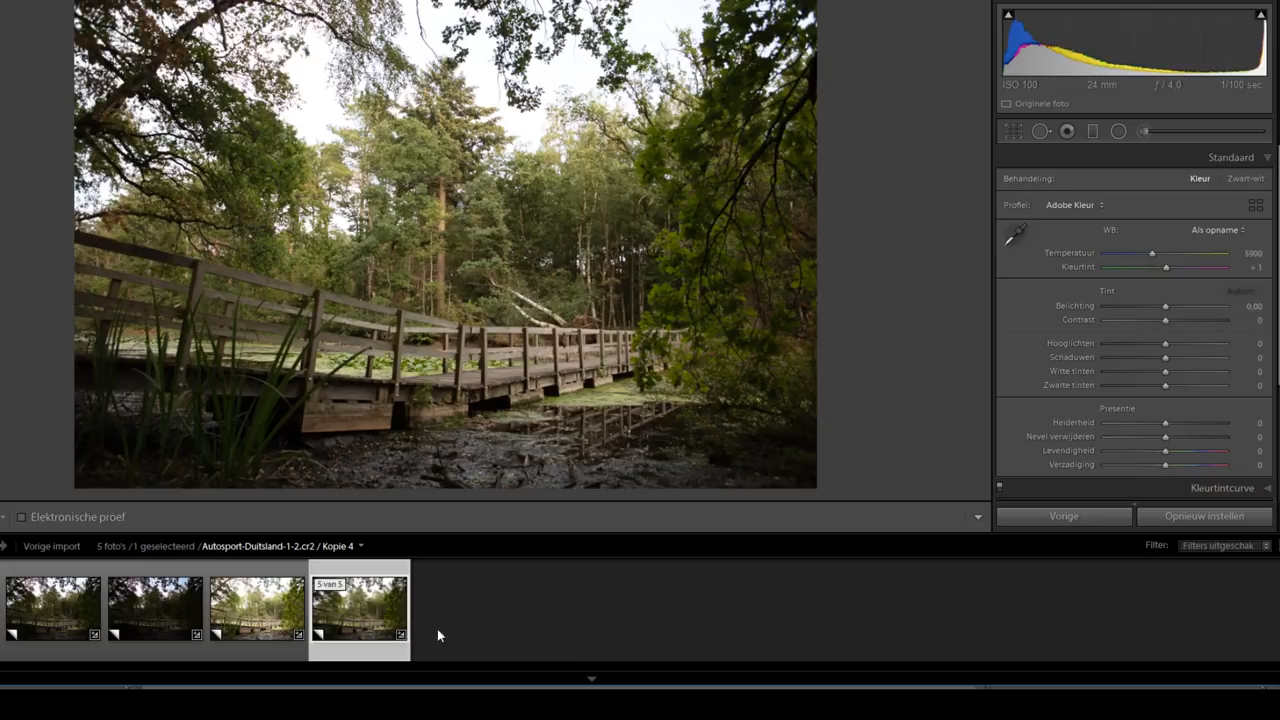 ISO 100 24 mm ƒ / 4.0 1/100 sec
Originele foto
Standaard
Behandeling: Kleur Zwart-wit
Profiel: Adobe Kleur
WB: Als opname
Temperatuur 5900
Kleurtint + 1
Tint Autom.
Belichting 0,00
Contrast 0
Hooglichten 0
Schaduwen 0
Witte tinten 0
Zwarte tinten 0
Presentie
Helderheid 0
Nevel verwijderen 0
Levendigheid 0
Verzadiging 0
Kleurtintcurve
Elektronische proef
Vorige Opnieuw instellen
Vorige import 5 foto's /1 geselecteerd /Autosport-Duitsland-1-2.cr2 / Kopie 4
Filter: Filters uitgeschak
5 van 5